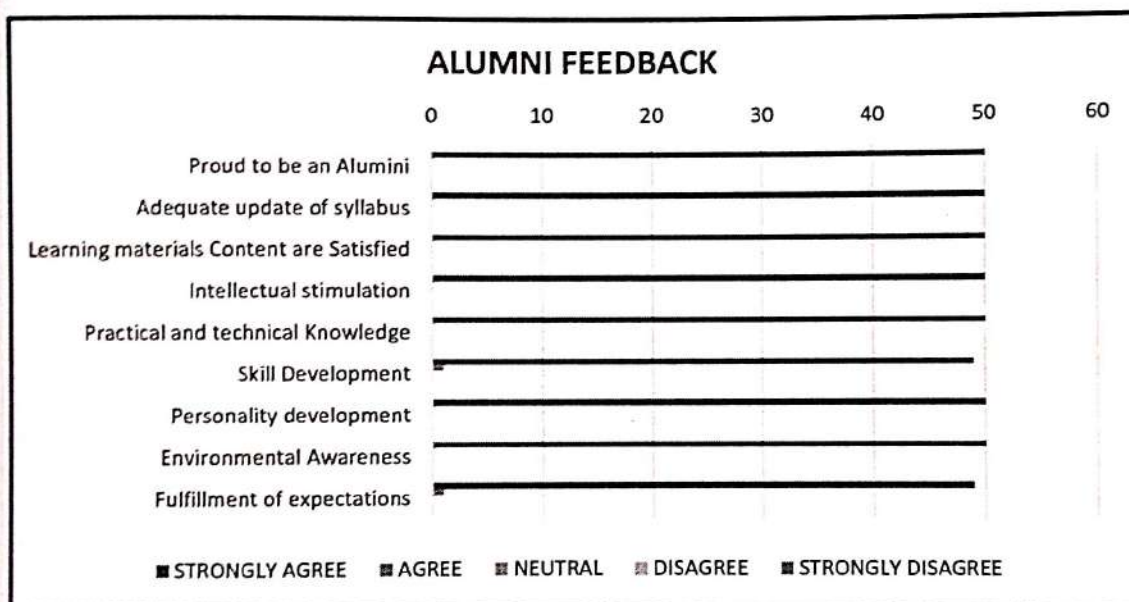 ALUMNI FEEDBACK
0 10 20 30 40 50 60
Proud to be an Alumini
Adequate update of syllabus
Learning materials Content are Satisfied
Intellectual stimulation
Practical and technical Knowledge
Skill Development
Personality development
Environmental Awareness
Fulfillment of expectations
STRONGLY AGREE AGREE NEUTRAL DISAGREE STRONGLY DISAGREE